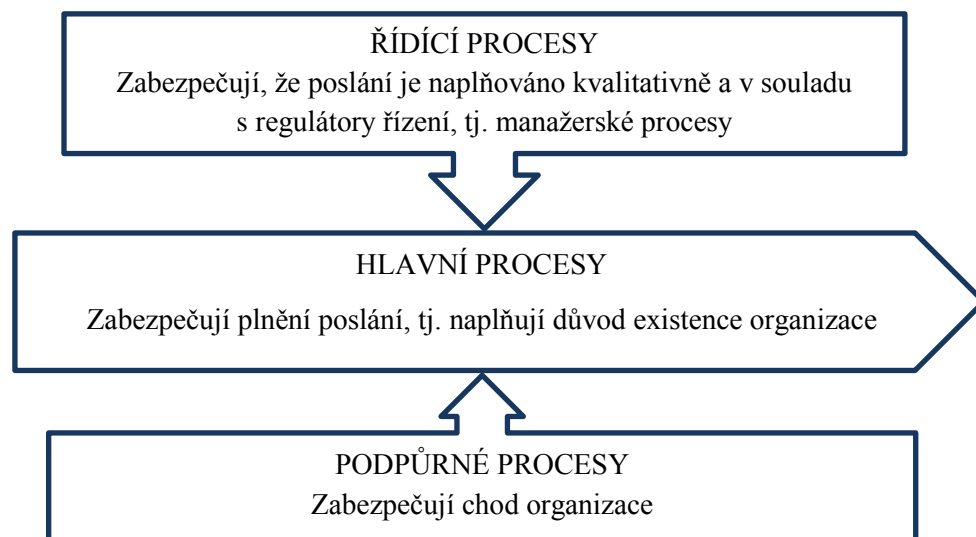 ŘÍDÍCÍ PROCESY
Zabezpečují, že poslání je naplňováno kvalitativně a v souladu
s regulátory řízení, tj. manažerské procesy
HLAVNÍ PROCESY
Zabezpečují plnění poslání, tj. naplňují důvod existence organizace
PODPŮRNÉ PROCESY
Zabezpečují chod organizace